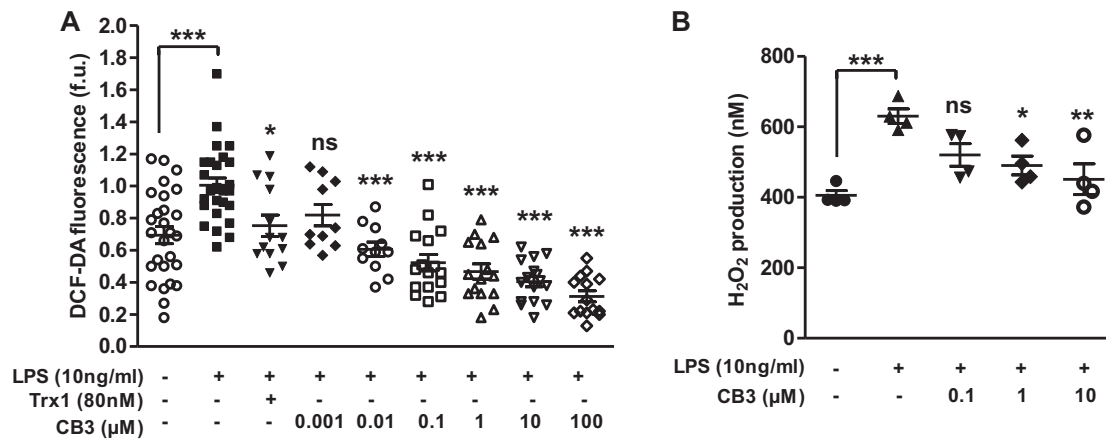 A
DCF-DA fluorescence (f.u.)
2.0
1.8
1.6
1.4
1.2
1.0
0.8
0.6
0.4
0.2
0.0
***
*
ns
***
***
***
***
***
LPS (10ng/ml) - + + + + + + + +
Trx1 (80nM) - - + - - - - - -
CB3 (µM) - - - 0.001 0.01 0.1 1 10 100
B
H₂O₂ production (nM)
800
600
400
200
0
***
ns
*
**
LPS (10ng/ml) - + + + +
CB3 (µM) - - 0.1 1 10